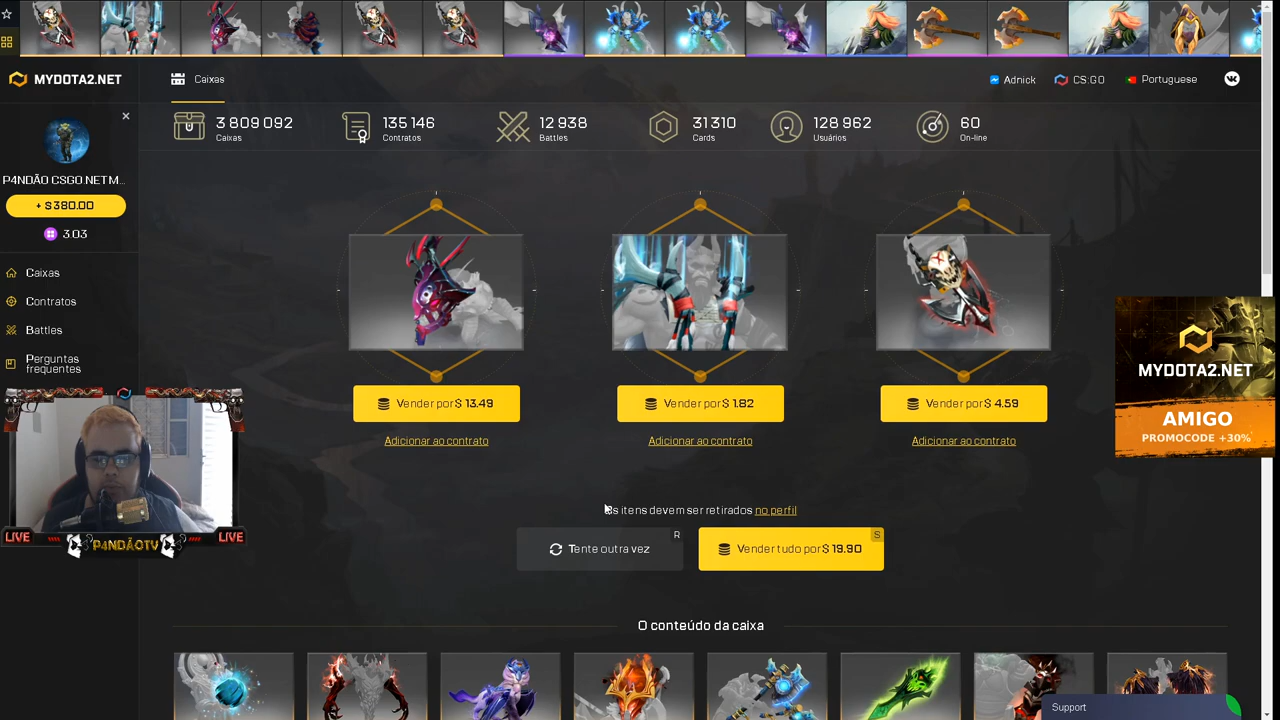 MYDOTA2.NET
Caixas
Adnick
CS:GO
Portuguese
3 809 092
Caixas
135 146
Contratos
12 938
Battles
31 310
Cards
128 962
Usuários
60
On-line
P4NDÃO CSGO NET M...
+ $ 380.00
3.03
Caixas
Contratos
Battles
Perguntas
frequentes
Vender por $ 13.49
Vender por $ 1.82
Vender por $ 4.59
Adicionar ao contrato
Adicionar ao contrato
Adicionar ao contrato
MYDOTA2.NET
AMIGO
PROMOCODE +30%
LIVE
P4NDÃOTV
LIVE
Os itens devem ser retirados no perfil
Tente outra vez
R
Vender tudo por $ 19.90
S
O conteúdo da caixa
Support